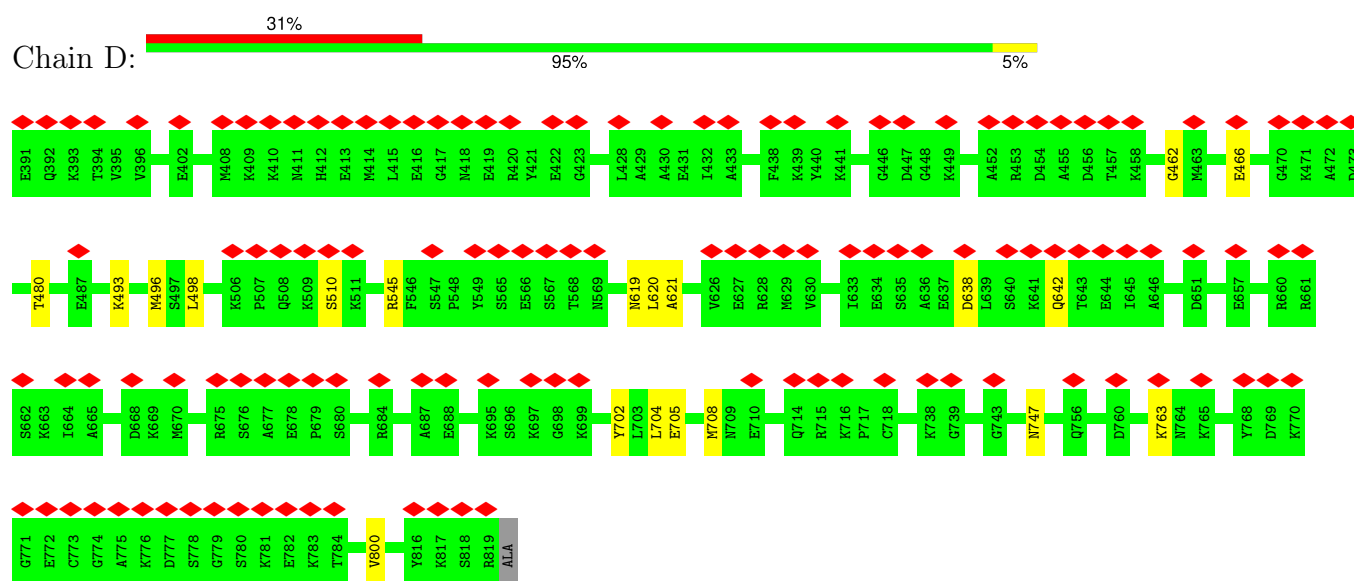 31%
Chain D:
95% 5%
E391 Q392 K393 T394 V395 V396 E402 M408 K409 K410 N411 H412 E413 M414 L415 E416 G417 N418 E419 R420 Y421 E422 G423 L428 A429 A430 E431 I432 A433 F438 K439 Y440 K441 G446 D447 G448 K449 A452 R453 D454 A455 D456 T457 K458 G462 M463 E466 G470 K471 A472 D473
T480 E487 K493 M496 S497 L498 K506 P507 Q508 K509 S510 K511 R545 F546 S547 P548 Y549 S565 E566 S567 T568 N569 N619 L620 A621 V626 E627 R628 M629 V630 I633 E634 S635 A636 E637 D638 L639 S640 K641 Q642 T643 E644 I645 A646 D651 E657 R660 R661
S662 K663 I664 A665 D668 K669 M670 R675 S676 A677 E678 P679 S680 R684 A687 E688 K695 S696 K697 G698 K699 Y702 L703 L704 E705 M708 N709 E710 Q714 R715 K716 P717 C718 K738 G739 G743 N747 Q756 D760 K763 N764 K765 Y768 D769 K770
G771 E772 C773 G774 A775 K776 D777 S778 G779 S780 K781 E782 K783 T784 V800 Y816 K817 S818 R819 ALA